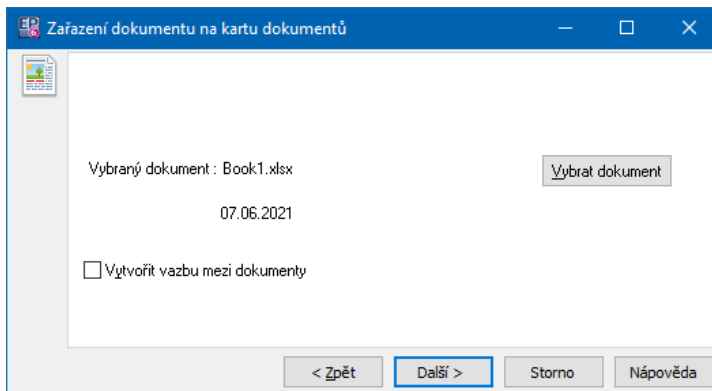 Zařazení dokumentu na kartu dokumentů
Vybraný dokument : Book1.xlsx
Vybrat dokument
07.06.2021
Vytvořit vazbu mezi dokumenty
< Zpět
Další >
Storno
Nápověda